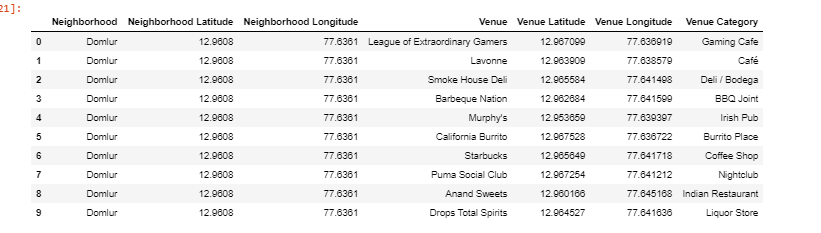 21]:
Neighborhood Neighborhood Latitude Neighborhood Longitude Venue Venue Latitude Venue Longitude Venue Category
0 Domlur 12.9608 77.6361 League of Extraordinary Gamers 12.967099 77.636919 Gaming Cafe
1 Domlur 12.9608 77.6361 Lavonne 12.963909 77.638579 Café
2 Domlur 12.9608 77.6361 Smoke House Deli 12.965584 77.641498 Deli / Bodega
3 Domlur 12.9608 77.6361 Barbeque Nation 12.962684 77.641599 BBQ Joint
4 Domlur 12.9608 77.6361 Murphy's 12.953659 77.639397 Irish Pub
5 Domlur 12.9608 77.6361 California Burrito 12.967528 77.636722 Burrito Place
6 Domlur 12.9608 77.6361 Starbucks 12.965649 77.641718 Coffee Shop
7 Domlur 12.9608 77.6361 Puma Social Club 12.967254 77.641212 Nightclub
8 Domlur 12.9608 77.6361 Anand Sweets 12.960166 77.645168 Indian Restaurant
9 Domlur 12.9608 77.6361 Drops Total Spirits 12.964527 77.641636 Liquor Store